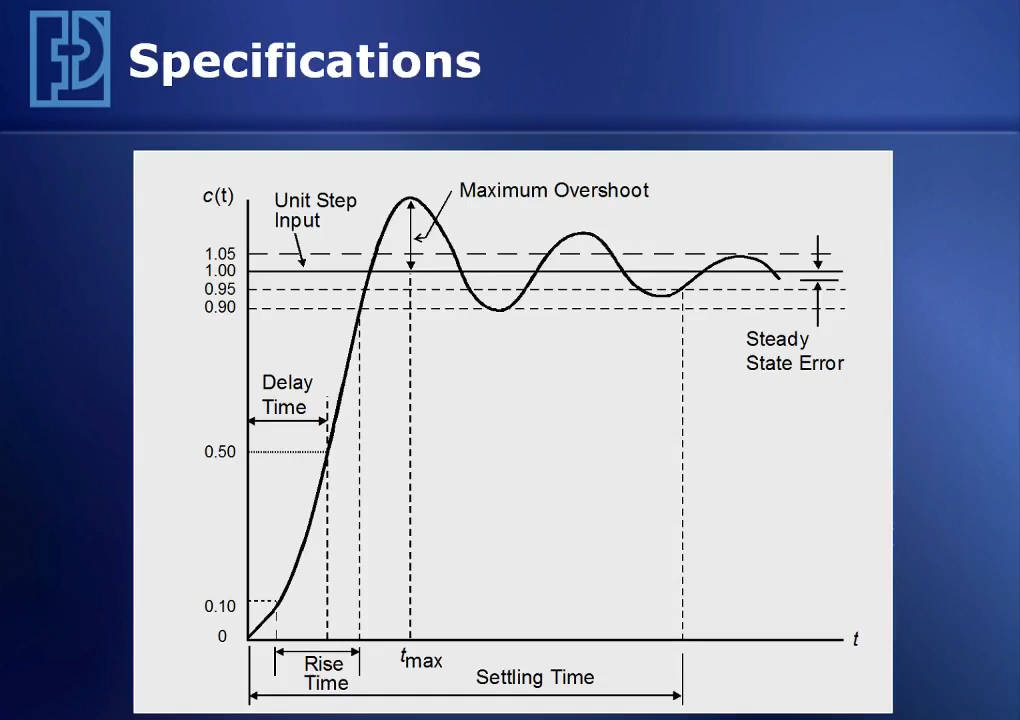 Specifications
c(t)
Unit Step
Input
Maximum Overshoot
1.05
1.00
0.95
0.90
Steady
State Error
Delay
Time
0.50
0.10
0
t
Rise
Time
tmax
Settling Time